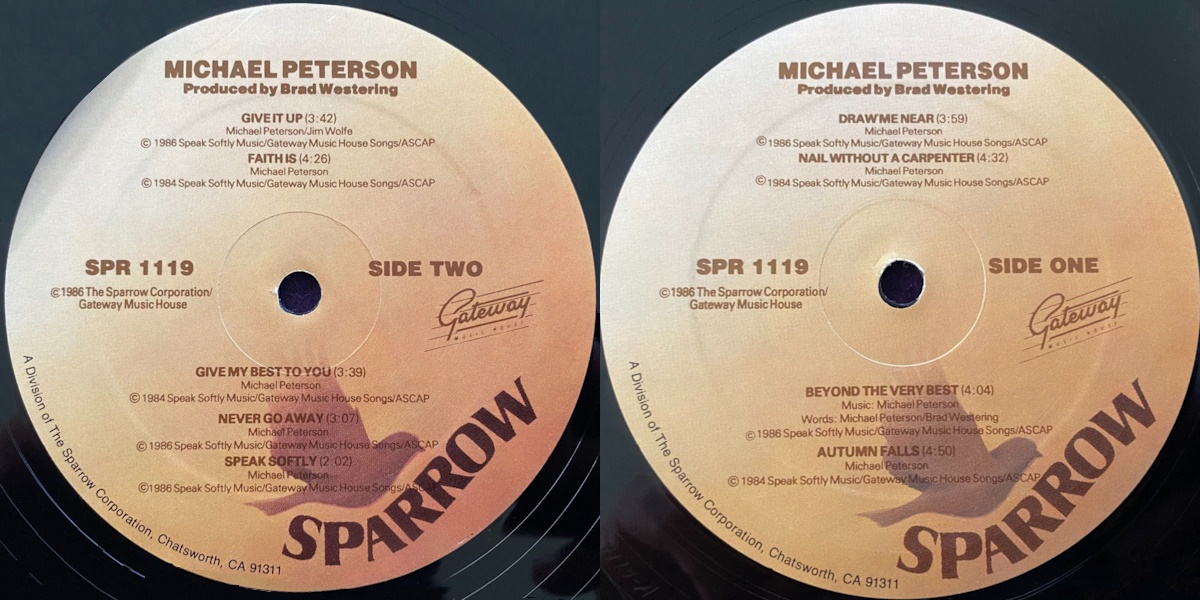 MICHAEL PETERSON
Produced by Brad Westering
GIVE IT UP (3:42)
Michael Peterson/Jim Wolfe
© 1986 Speak Softly Music/Gateway Music House Songs/ASCAP
FAITH IS (4:26)
Michael Peterson
© 1984 Speak Softly Music/Gateway Music House Songs/ASCAP
SPR 1119
SIDE TWO
©1986 The Sparrow Corporation/
Gateway Music House
Gateway
MUSIC HOUSE
GIVE MY BEST TO YOU (3:39)
Michael Peterson
© 1984 Speak Softly Music/Gateway Music House Songs/ASCAP
NEVER GO AWAY (3:07)
Michael Peterson
© 1986 Speak Softly Music/Gateway Music House Songs/ASCAP
SPEAK SOFTLY (2:02)
Michael Peterson
©1986 Speak Softly Music/Gateway Music House Songs/ASCAP
SPARROW
A Division of The Sparrow Corporation, Chatsworth, CA 91311
MICHAEL PETERSON
Produced by Brad Westering
DRAW ME NEAR (3:59)
Michael Peterson
© 1986 Speak Softly Music/Gateway Music House Songs/ASCAP
NAIL WITHOUT A CARPENTER (4:32)
Michael Peterson
© 1984 Speak Softly Music/Gateway Music House Songs/ASCAP
SPR 1119
SIDE ONE
©1986 The Sparrow Corporation/
Gateway Music House
Gateway
MUSIC HOUSE
BEYOND THE VERY BEST (4:04)
Music: Michael Peterson
Words: Michael Peterson/Brad Westering
© 1986 Speak Softly Music/Gateway Music House Songs/ASCAP
AUTUMN FALLS (4:50)
Michael Peterson
© 1984 Speak Softly Music/Gateway Music House Songs/ASCAP
SPARROW
A Division of The Sparrow Corporation, Chatsworth, CA 91311